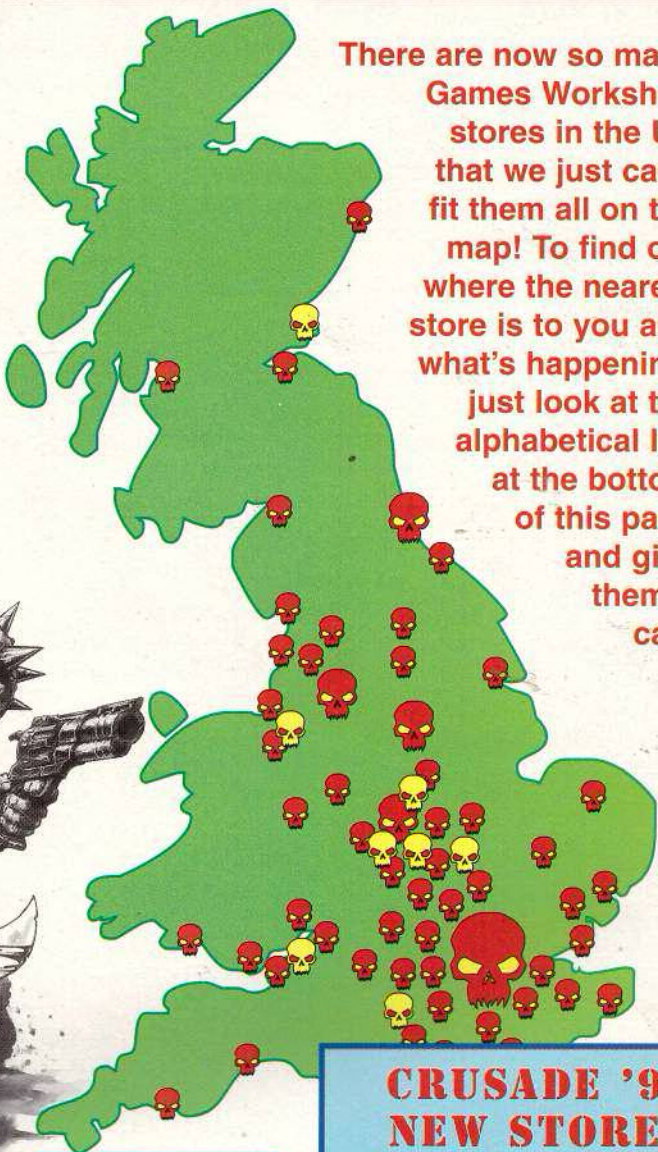 There are now so ma
Games Worksh
stores in the
that we just ca
fit them all on t
map! To find o
where the neare
store is to you a
what's happenin
just look at t
alphabetical l
at the botto
of this pa
and gi
them
ca
CRUSADE '9
NEW STORE